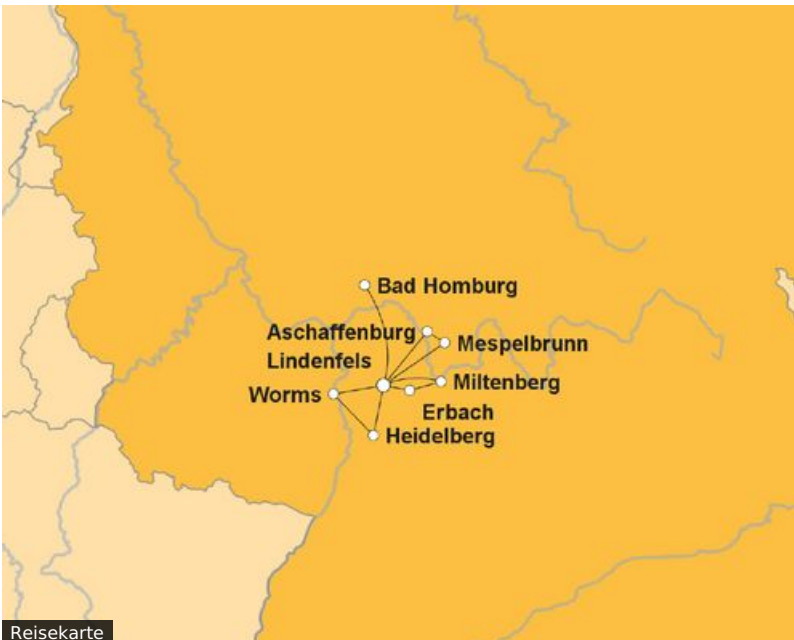 Bad Homburg
Aschaffenburg
Mespelbrunn
Lindenfels
Miltenberg
Worms
Erbach
Heidelberg
Reisekarte